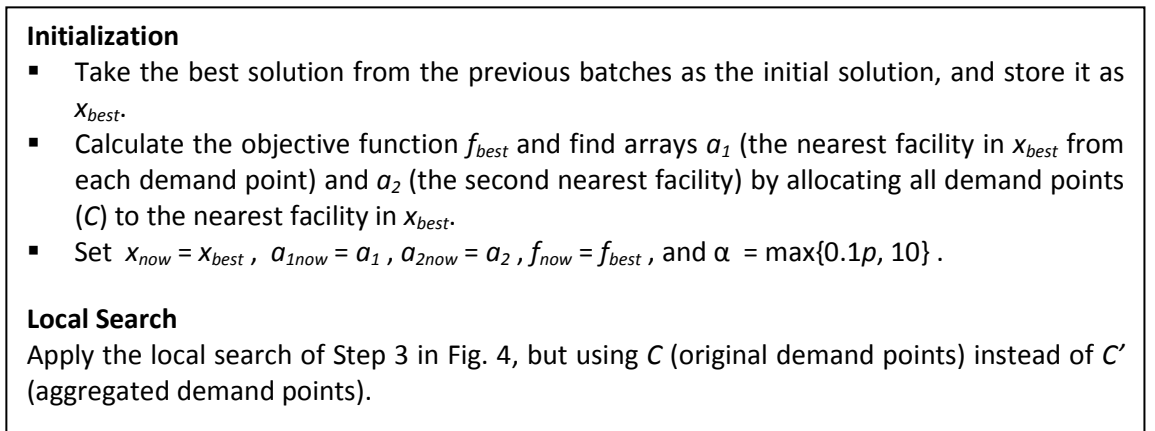 Initialization
▪ Take the best solution from the previous batches as the initial solution, and store it as
x_best.
▪ Calculate the objective function f_best and find arrays a_1 (the nearest facility in x_best from
each demand point) and a_2 (the second nearest facility) by allocating all demand points
(C) to the nearest facility in x_best.
▪ Set x_now = x_best , a_1now = a_1 , a_2now = a_2 , f_now = f_best , and α = max{0.1p, 10} .
Local Search
Apply the local search of Step 3 in Fig. 4, but using C (original demand points) instead of C’
(aggregated demand points).